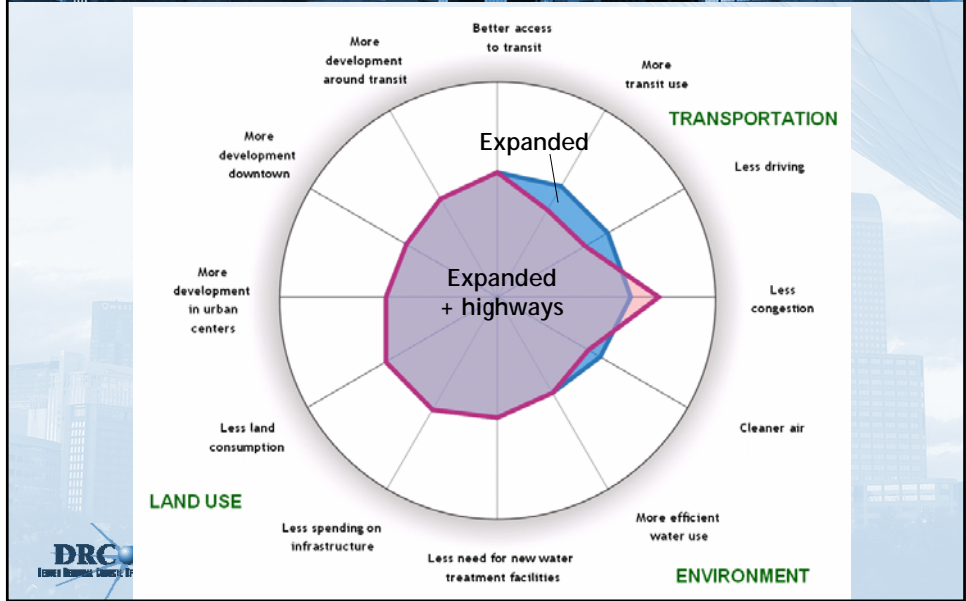 Better access
to transit
More
development
around transit
More
transit use
TRANSPORTATION
Expanded
More
development
downtown
Less driving
More
development
in urban
centers
Expanded
+ highways
Less
congestion
Less land
consumption
Cleaner air
LAND USE
Less spending on
infrastructure
More efficient
water use
Less need for new water
treatment facilities
ENVIRONMENT
DRCO